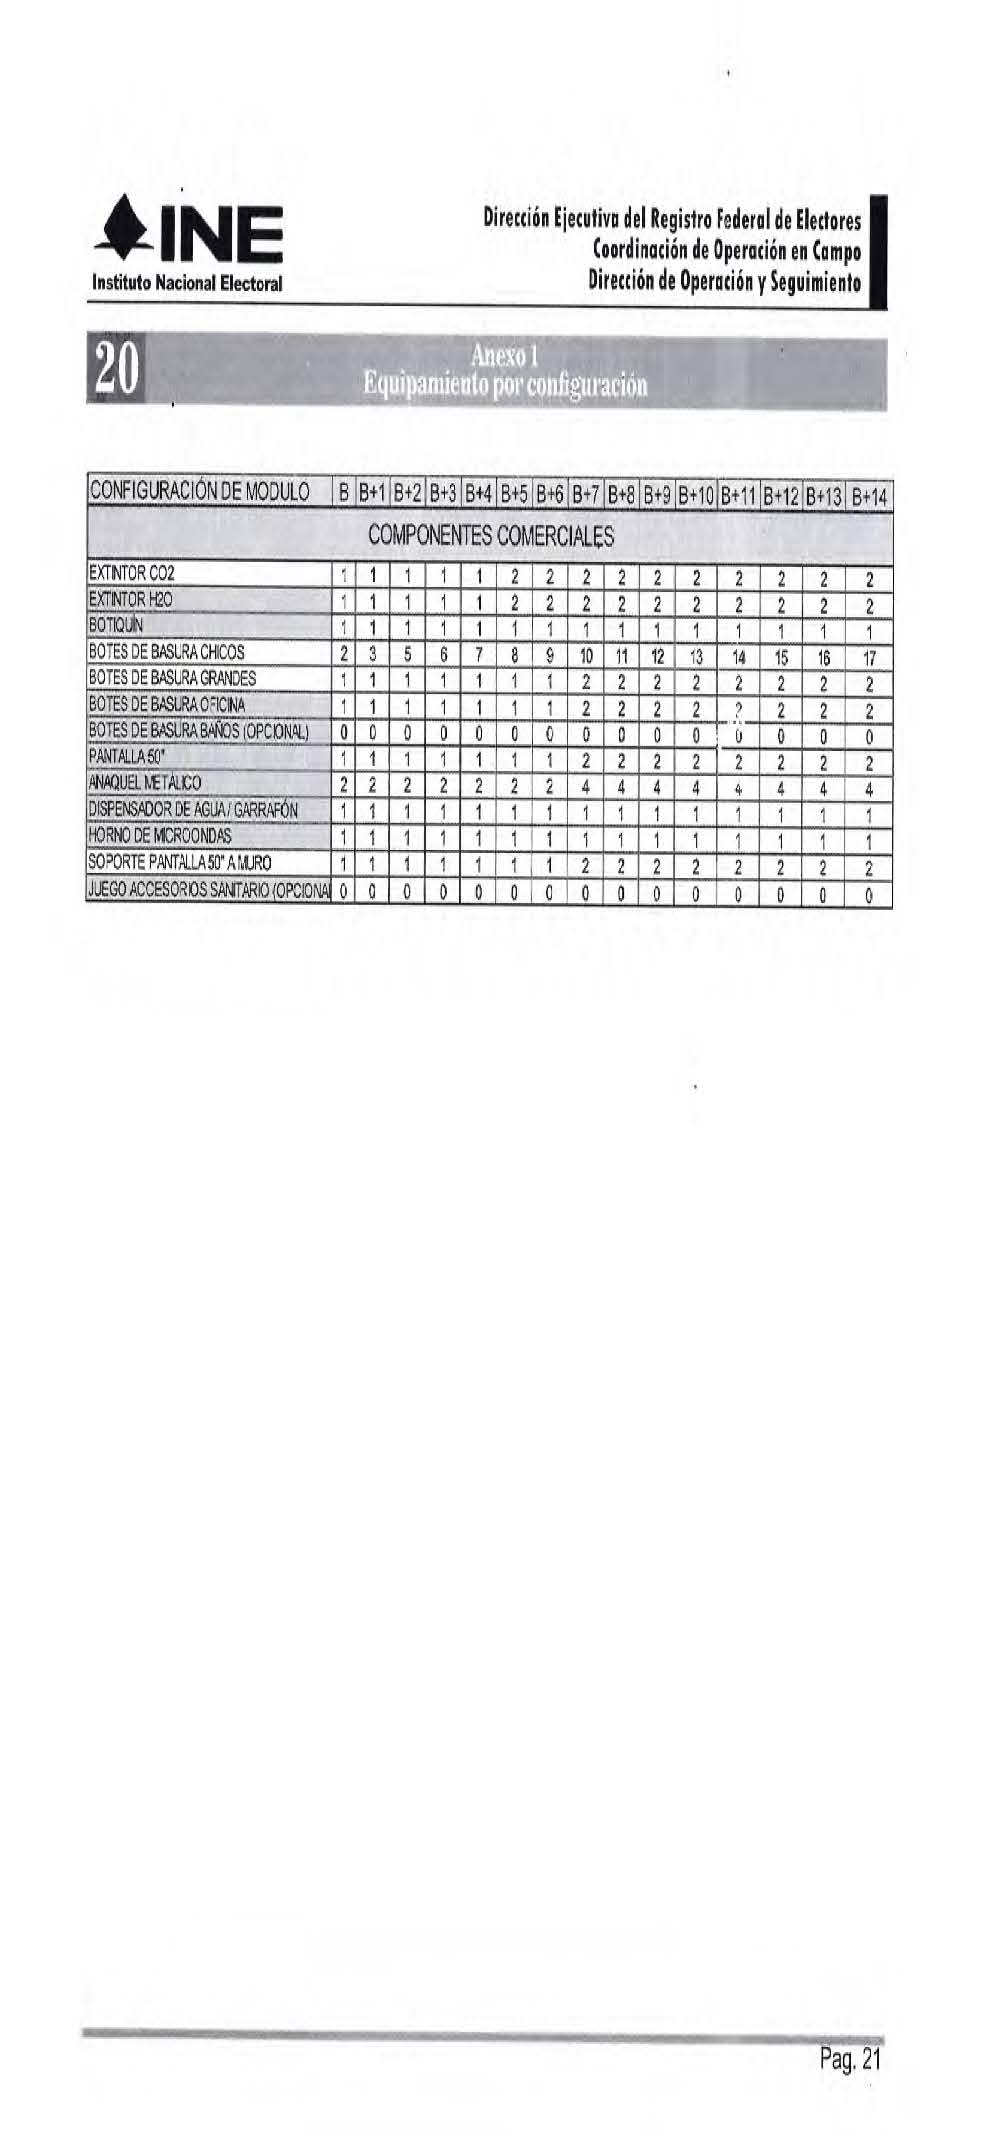 INE
Instituto Nacional Electoral
Dirección Ejecutiva del Registro Federal de Electores
Coordinación de Operación en Campo
Dirección de Operación y Seguimiento
20
Anexo 1
Equipamiento por configuración
CONFIGURACIÓN DE MODULO B B+1 B+2 B+3 B+4 B+5 B+6 B+7 B+8 B+9 B+10 B+11 B+12 B+13 B+14
COMPONENTES COMERCIALES
EXTINTOR CO2 1 1 1 1 1 2 2 2 2 2 2 2 2 2 2
EXTINTOR H2O 1 1 1 1 1 2 2 2 2 2 2 2 2 2 2
BOTIQUÍN 1 1 1 1 1 1 1 1 1 1 1 1 1 1 1
BOTES DE BASURA CHICOS 2 3 5 6 7 8 9 10 11 12 13 14 15 16 17
BOTES DE BASURA GRANDES 1 1 1 1 1 1 1 2 2 2 2 2 2 2 2
BOTES DE BASURA OFICINA 1 1 1 1 1 1 1 2 2 2 2 2 2 2 2
BOTES DE BASURA BAÑOS (OPCIONAL) 0 0 0 0 0 0 0 0 0 0 0 0 0 0 0
PANTALLA 50" 1 1 1 1 1 1 1 2 2 2 2 2 2 2 2
ANAQUEL METÁLICO 2 2 2 2 2 2 2 4 4 4 4 4 4 4 4
DISPENSADOR DE AGUA / GARRAFÓN 1 1 1 1 1 1 1 1 1 1 1 1 1 1 1
HORNO DE MICROONDAS 1 1 1 1 1 1 1 1 1 1 1 1 1 1 1
SOPORTE PANTALLA 50" A MURO 1 1 1 1 1 1 1 2 2 2 2 2 2 2 2
JUEGO ACCESORIOS SANITARIO (OPCIONA 0 0 0 0 0 0 0 0 0 0 0 0 0 0 0
Pag. 21